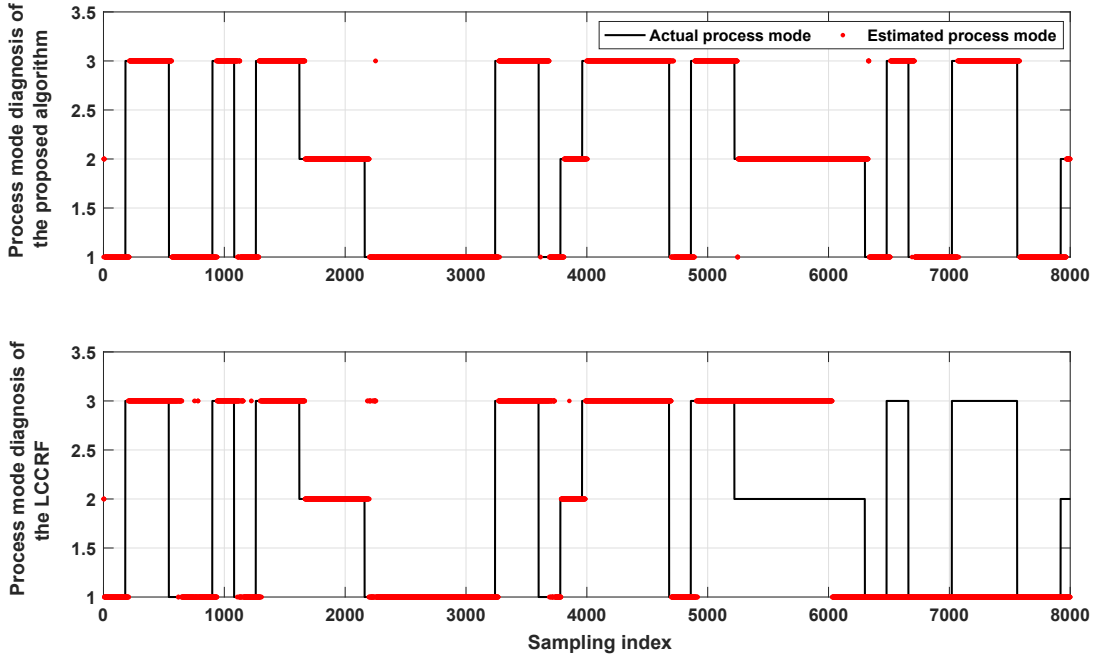 Process mode diagnosis of
the proposed algorithm
3.5
3
2.5
2
1.5
1
Actual process mode
Estimated process mode
0 1000 2000 3000 4000 5000 6000 7000 8000
Process mode diagnosis of
the LCCRF
3.5
3
2.5
2
1.5
1
0 1000 2000 3000 4000 5000 6000 7000 8000
Sampling index